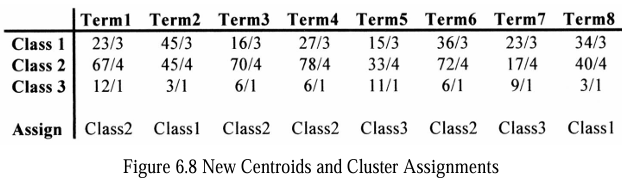 Term1 Term2 Term3 Term4 Term5 Term6 Term7 Term8
Class 1 23/3 45/3 16/3 27/3 15/3 36/3 23/3 34/3
Class 2 67/4 45/4 70/4 78/4 33/4 72/4 17/4 40/4
Class 3 12/1 3/1 6/1 6/1 11/1 6/1 9/1 3/1
Assign Class2 Class1 Class2 Class2 Class3 Class2 Class3 Class1
Figure 6.8 New Centroids and Cluster Assignments